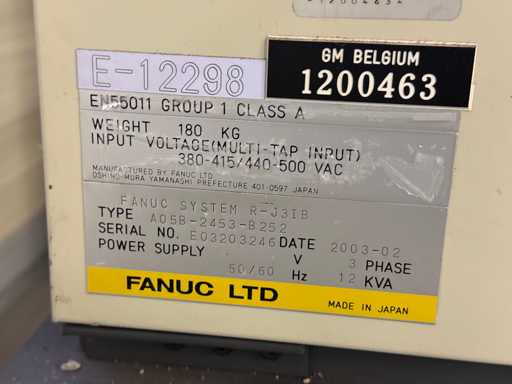 E-12298
GM BELGIUM
1200463
EN55011 GROUP 1 CLASS A
WEIGHT 180 KG
INPUT VOLTAGE(MULTI-TAP INPUT)
380-415/440-500 VAC
MANUFACTURED BY FANUC LTD
OSHINO-MURA YAMANASHI PREFECTURE 401-0597 JAPAN
FANUC SYSTEM R-J3IB
TYPE A05B-2453-B252
SERIAL NO. E03203246 DATE 2003-02
POWER SUPPLY V 3 PHASE
50/60 Hz 12 KVA
FANUC LTD
MADE IN JAPAN